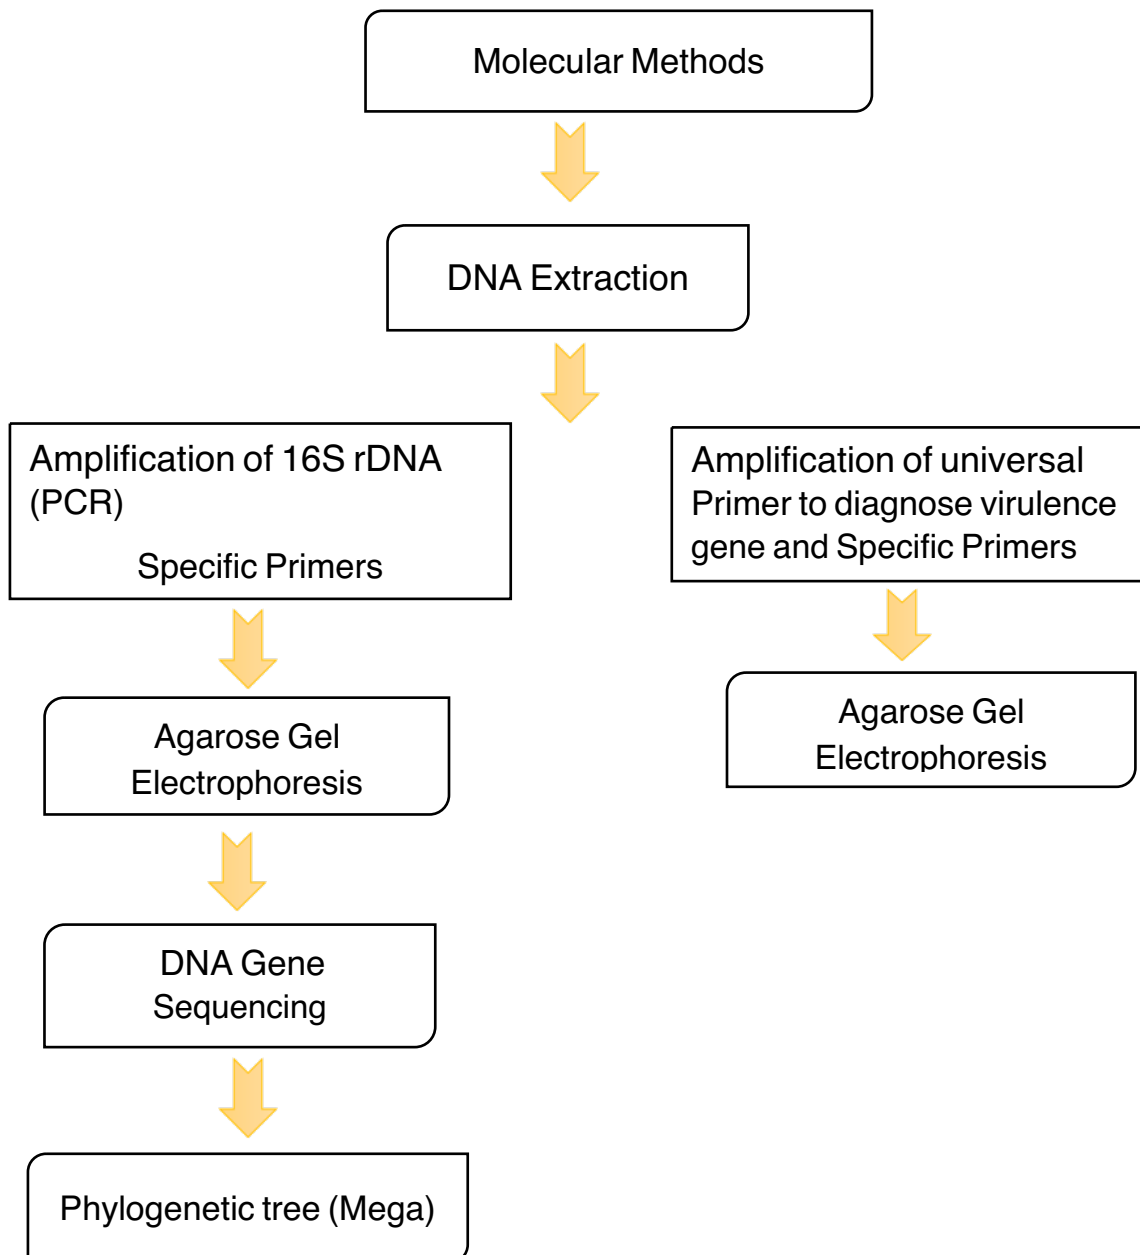 Molecular Methods
DNA Extraction
Amplification of 16S rDNA
(PCR)
Specific Primers
Amplification of universal
Primer to diagnose virulence
gene and Specific Primers
Agarose Gel
Electrophoresis
Agarose Gel
Electrophoresis
DNA Gene
Sequencing
Phylogenetic tree (Mega)